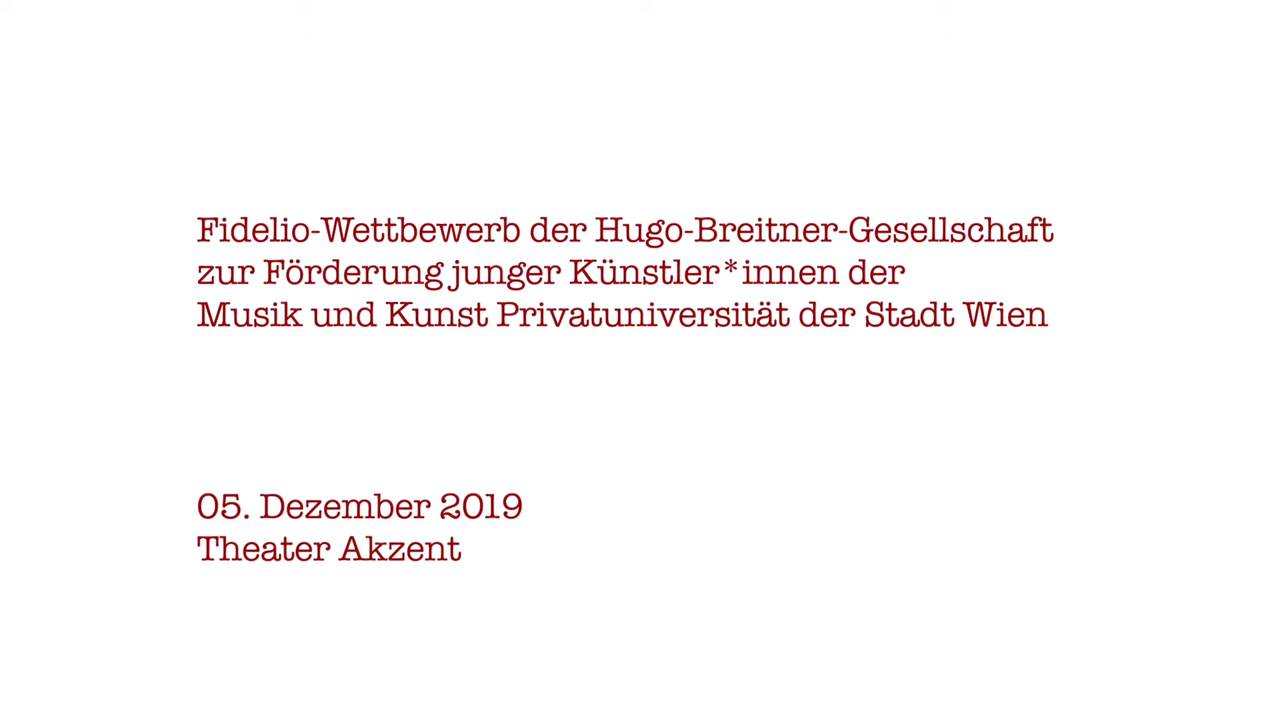 Fidelio-Wettbewerb der Hugo-Breitner-Gesellschaft
zur Förderung junger Künstler*innen der
Musik und Kunst Privatuniversität der Stadt Wien
05. Dezember 2019
Theater Akzent